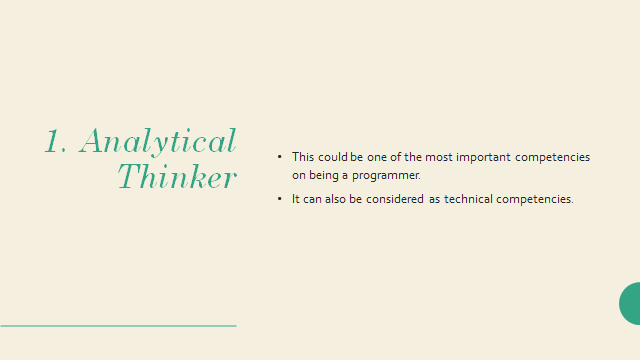 1. Analytical
Thinker
• This could be one of the most important competencies
on being a programmer.
• It can also be considered as technical competencies.